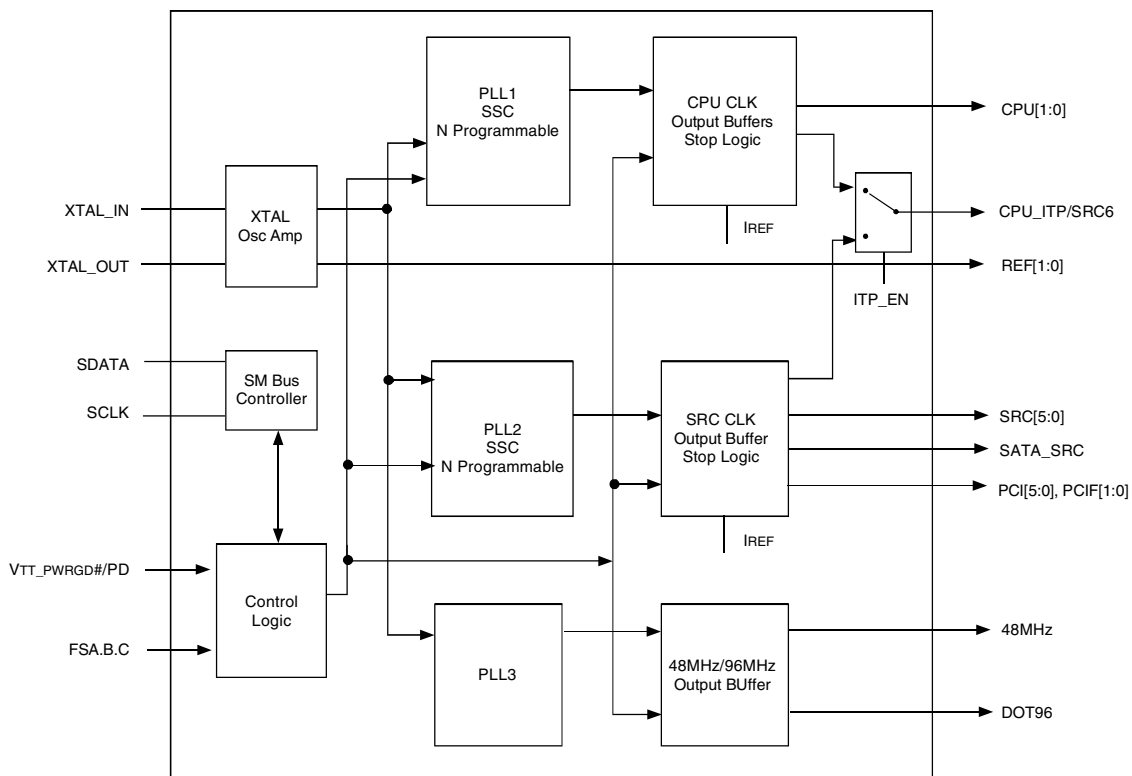 PLL1
SSC
N Programmable
CPU CLK
Output Buffers
Stop Logic
CPU[1:0]
XTAL_IN
XTAL
Osc Amp
IREF
CPU_ITP/SRC6
XTAL_OUT
REF[1:0]
ITP_EN
SDATA
SM Bus
Controller
SCLK
PLL2
SSC
N Programmable
SRC CLK
Output Buffer
Stop Logic
SRC[5:0]
SATA_SRC
PCI[5:0], PCIF[1:0]
IREF
VTT_PWRGD#/PD
Control
Logic
FSA.B.C
PLL3
48MHz/96MHz
Output BUffer
48MHz
DOT96